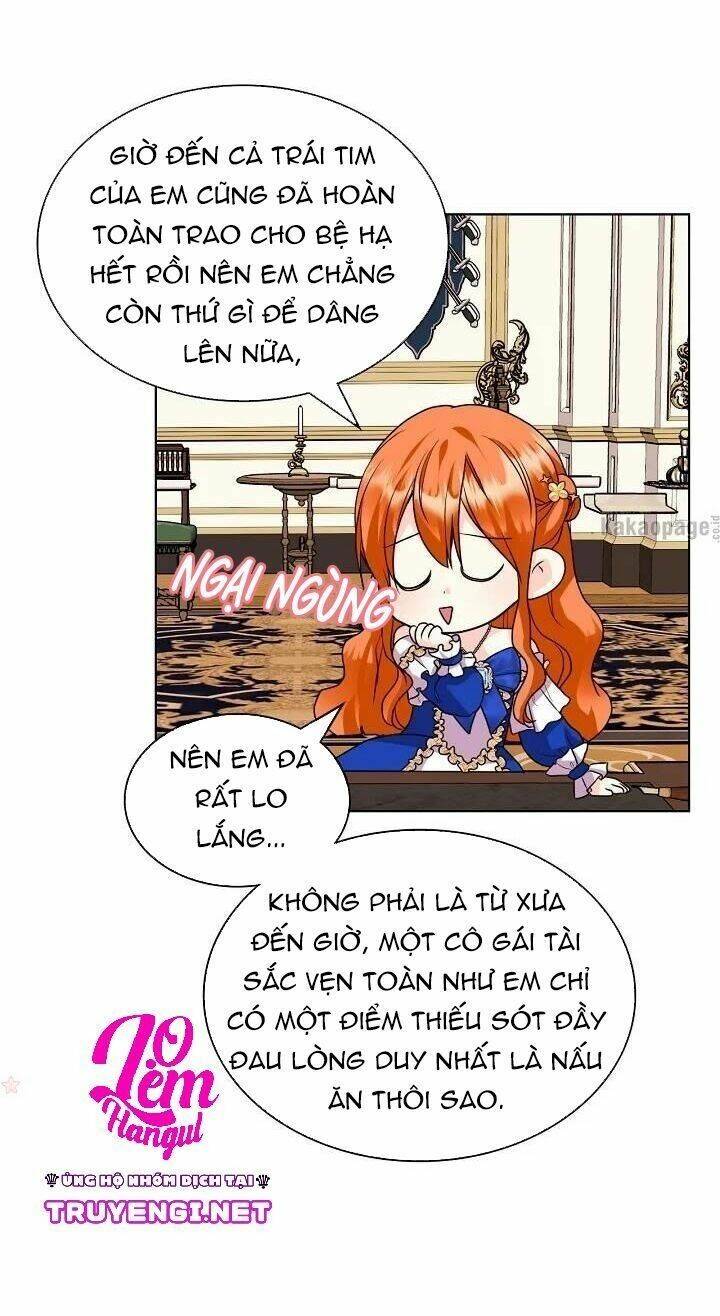 GIỜ ĐẾN CẢ TRÁI TIM
CỦA EM CŨNG ĐÃ HOÀN
TOÀN TRAO CHO BỆ HẠ
HẾT RỒI NÊN EM CHẲNG
CÒN THỨ GÌ ĐỂ DÂNG
LÊN NỮA,
kakaopage
.co.id
NGẠI NGÙNG
NÊN EM ĐÃ
RẤT LO
LẮNG...
KHÔNG PHẢI LÀ TỪ XƯA
ĐẾN GIỜ, MỘT CÔ GÁI TÀI
SẮC VẸN TOÀN NHƯ EM CHỈ
CÓ MỘT ĐIỂM THIẾU SÓT ĐẦY
ĐAU LÒNG DUY NHẤT LÀ NẤU
ĂN THÔI SAO.
LỌ
Lem
Hangul
ỦNG HỘ NHÓM DỊCH TẠI
TRUYENGI.NET